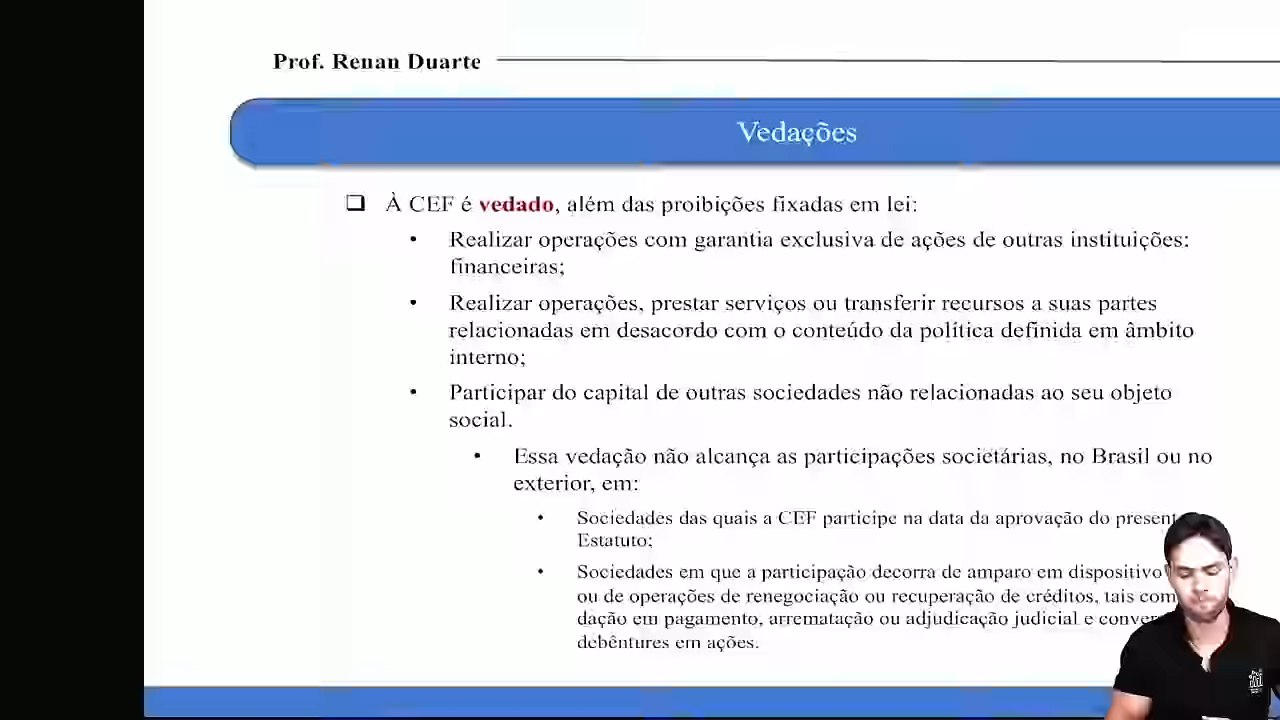 Prof. Renan Duarte
Vedações
❑ À CEF é vedado, além das proibições fixadas em lei:
• Realizar operações com garantia exclusiva de ações de outras instituições:
financeiras;
• Realizar operações, prestar serviços ou transferir recursos a suas partes
relacionadas em desacordo com o conteúdo da política definida em âmbito
interno;
• Participar do capital de outras sociedades não relacionadas ao seu objeto
social.
• Essa vedação não alcança as participações societárias, no Brasil ou no
exterior, em:
• Sociedades das quais a CEF participe na data da aprovação do present
Estatuto;
• Sociedades em que a participação decorra de amparo em dispositivo
ou de operações de renegociação ou recuperação de créditos, tais com
dação em pagamento, arrematação ou adjudicação judicial e conver
debêntures em ações.